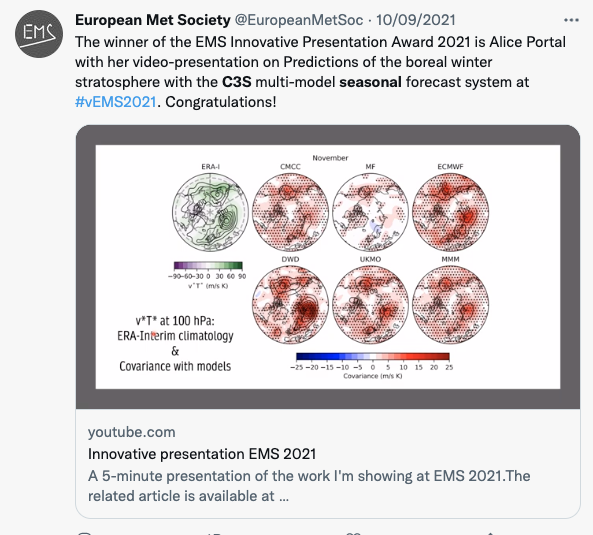 EMS
European Met Society @EuropeanMetSoc · 10/09/2021
The winner of the EMS Innovative Presentation Award 2021 is Alice Portal
with her video-presentation on Predictions of the boreal winter
stratosphere with the C3S multi-model seasonal forecast system at
#vEMS2021. Congratulations!
November
ERA-I CMCC MF ECMWF
−90−60−30 0 30 60 90
v*T* (m/s K)
DWD UKMO MMM
v*T* at 100 hPa:
ERA-Interim climatology
&
Covariance with models
−25 −20 −15 −10 −5 0 5 10 15 20 25
Covariance (m/s K)
youtube.com
Innovative presentation EMS 2021
A 5-minute presentation of the work I'm showing at EMS 2021.The
related article is available at ...